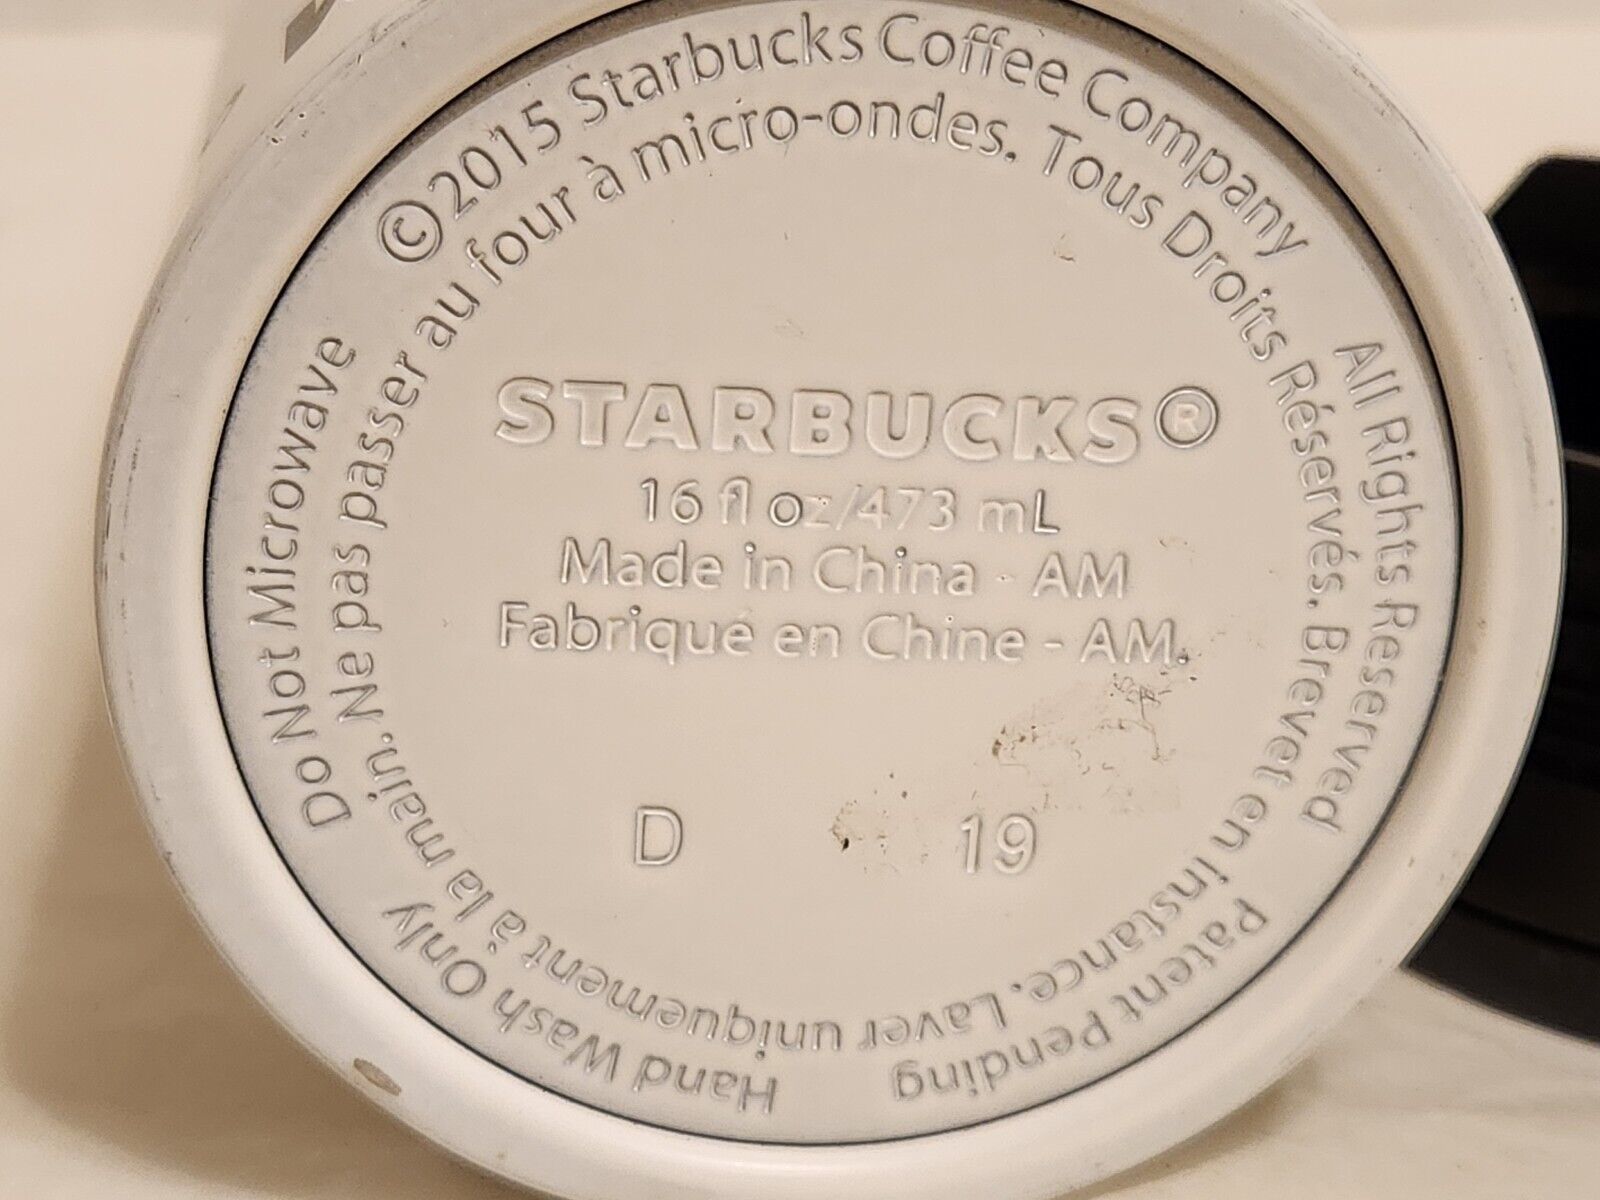 ©2015 Starbucks Coffee Company
All Rights Reserved
Patent Pending
Hand Wash Only
Do Not Microwave
Ne pas passer au four à micro-ondes. Tous Droits Réservés. Brevet en instance. Laver uniquement à la main.
STARBUCKS®
16 fl oz/473 mL
Made in China - AM
Fabriqué en Chine - AM.
D 19